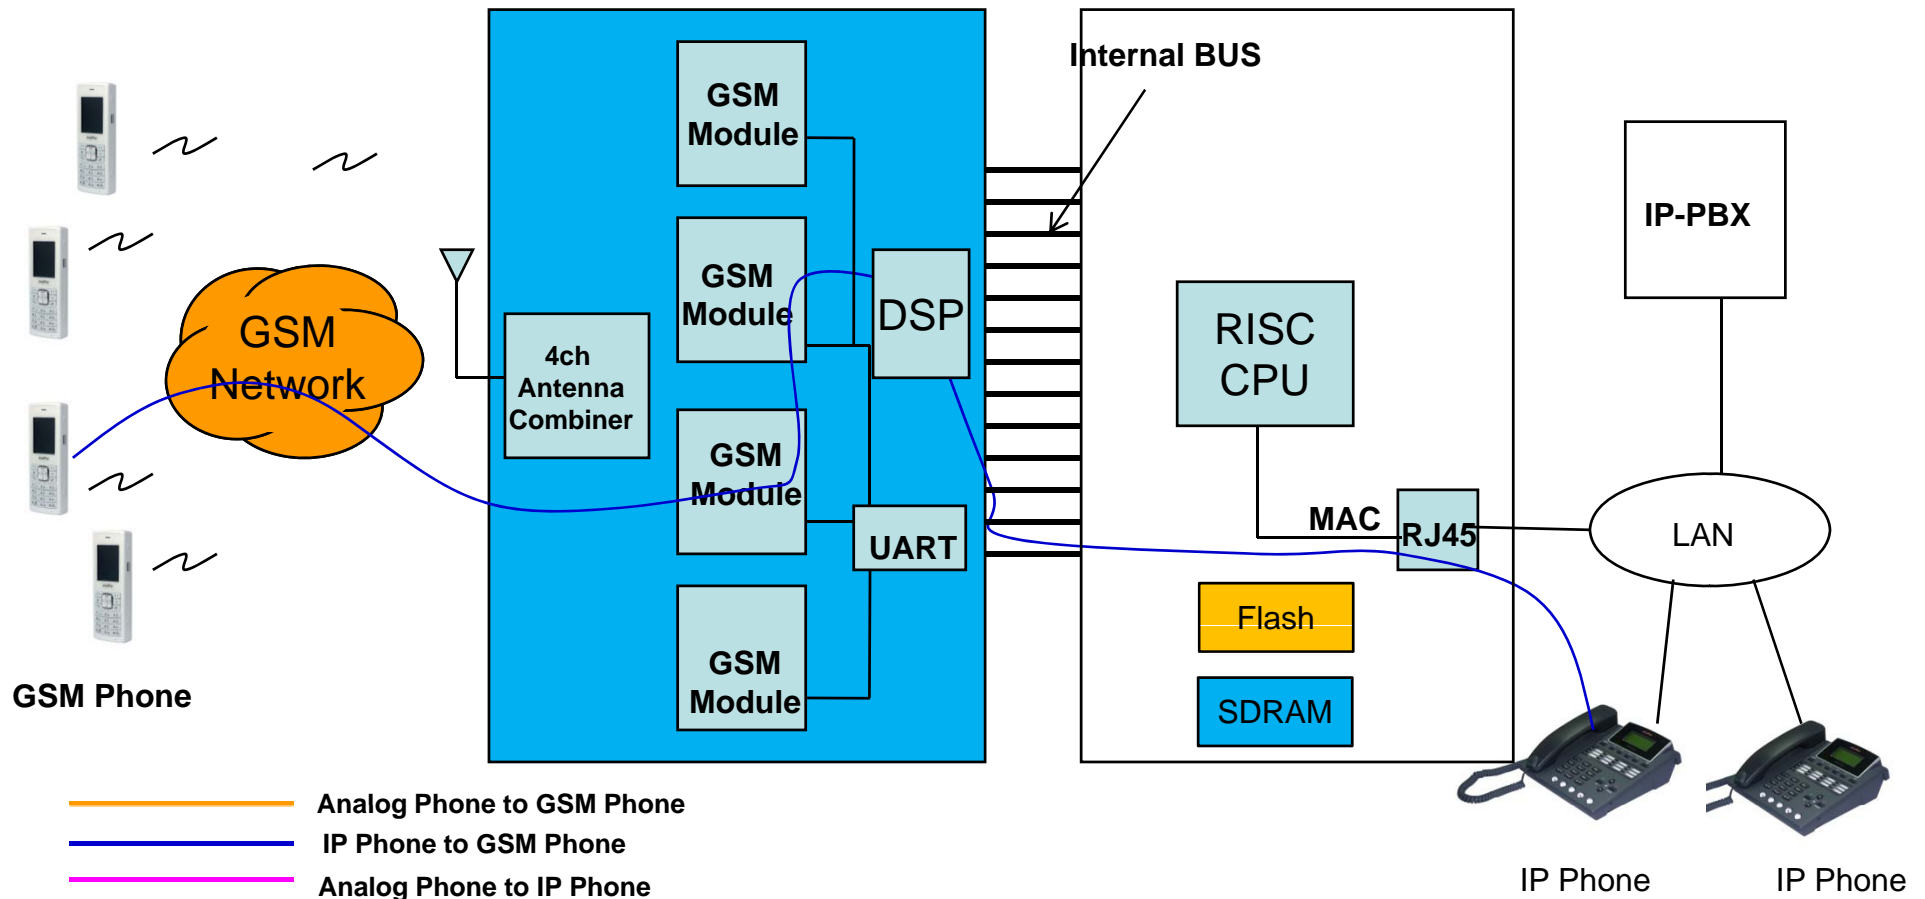 Internal BUS
GSM
Module
GSM
Module
GSM
Module
GSM
Module
4ch
Antenna
Combiner
DSP
UART
GSM
Network
GSM Phone
RISC
CPU
MAC
RJ45
Flash
SDRAM
IP-PBX
LAN
IP Phone
IP Phone
Analog Phone to GSM Phone
IP Phone to GSM Phone
Analog Phone to IP Phone